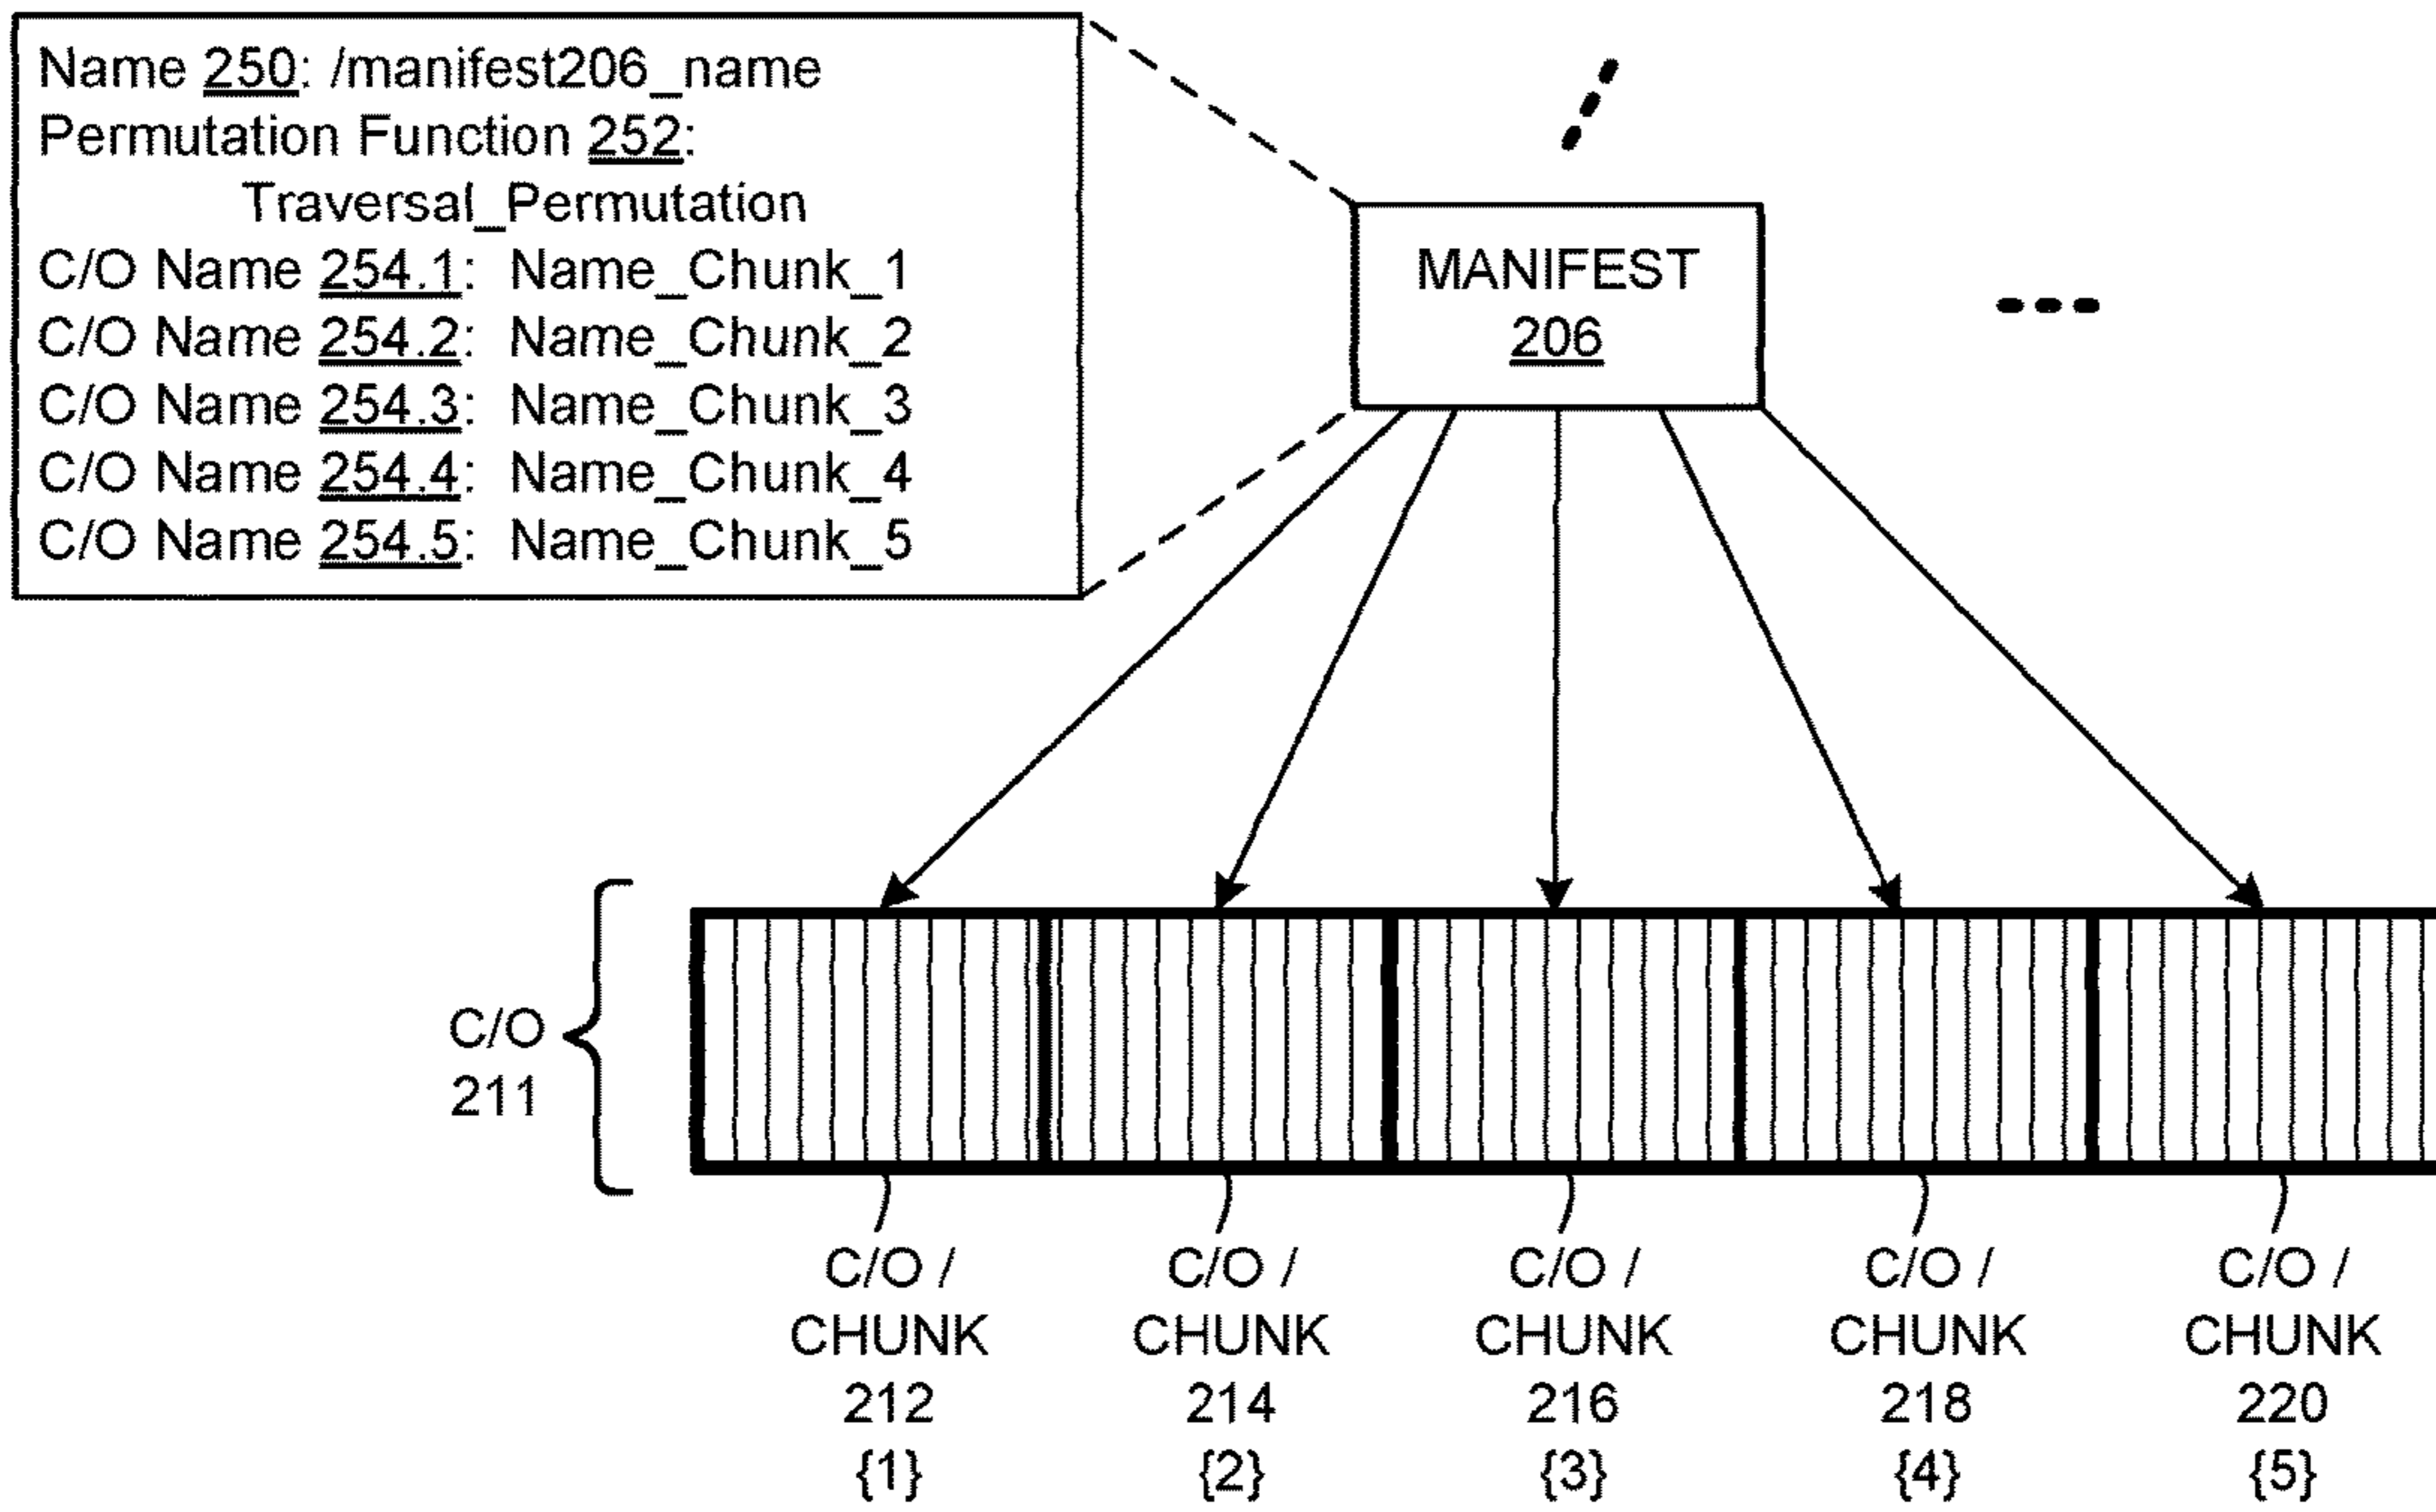 Name 250: /manifest206_name
Permutation Function 252:
Traversal_Permutation
C/O Name 254.1: Name_Chunk_1
C/O Name 254.2: Name_Chunk_2
C/O Name 254.3: Name_Chunk_3
C/O Name 254.4: Name_Chunk_4
C/O Name 254.5: Name_Chunk_5
MANIFEST
206
C/O
211
C/O /
CHUNK
212
{1}
C/O /
CHUNK
214
{2}
C/O /
CHUNK
216
{3}
C/O /
CHUNK
218
{4}
C/O /
CHUNK
220
{5}